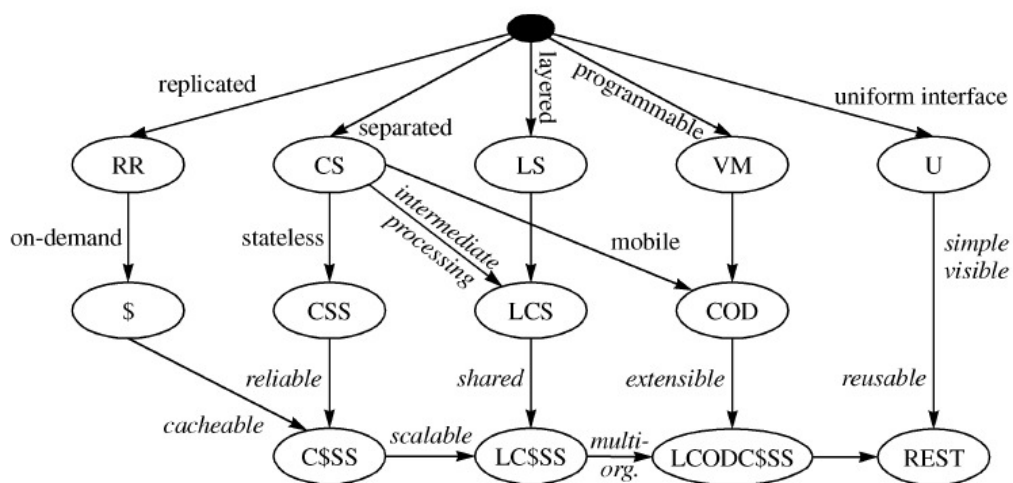 replicated
separated
layered
programmable
uniform interface
RR
CS
LS
VM
U
on-demand
stateless
intermediate
processing
mobile
simple
visible
$
CSS
LCS
COD
cacheable
reliable
shared
extensible
reusable
C$SS
scalable
LC$SS
multi-
org.
LCODC$SS
REST